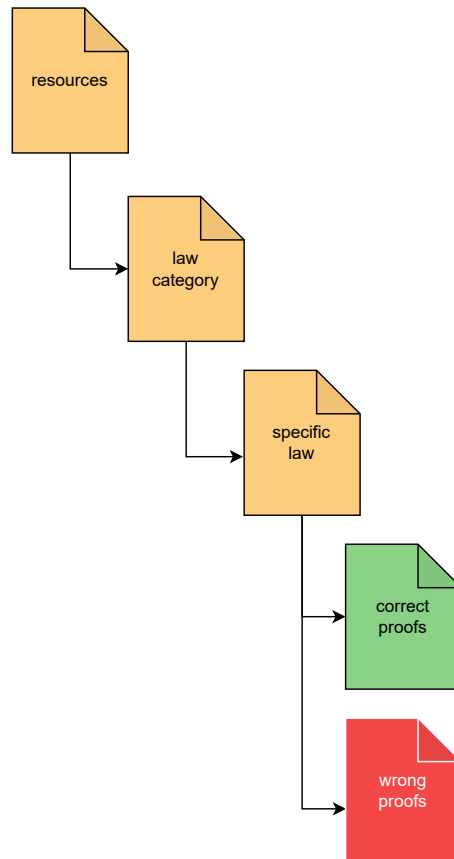 resources
law
category
specific
law
correct
proofs
wrong
proofs